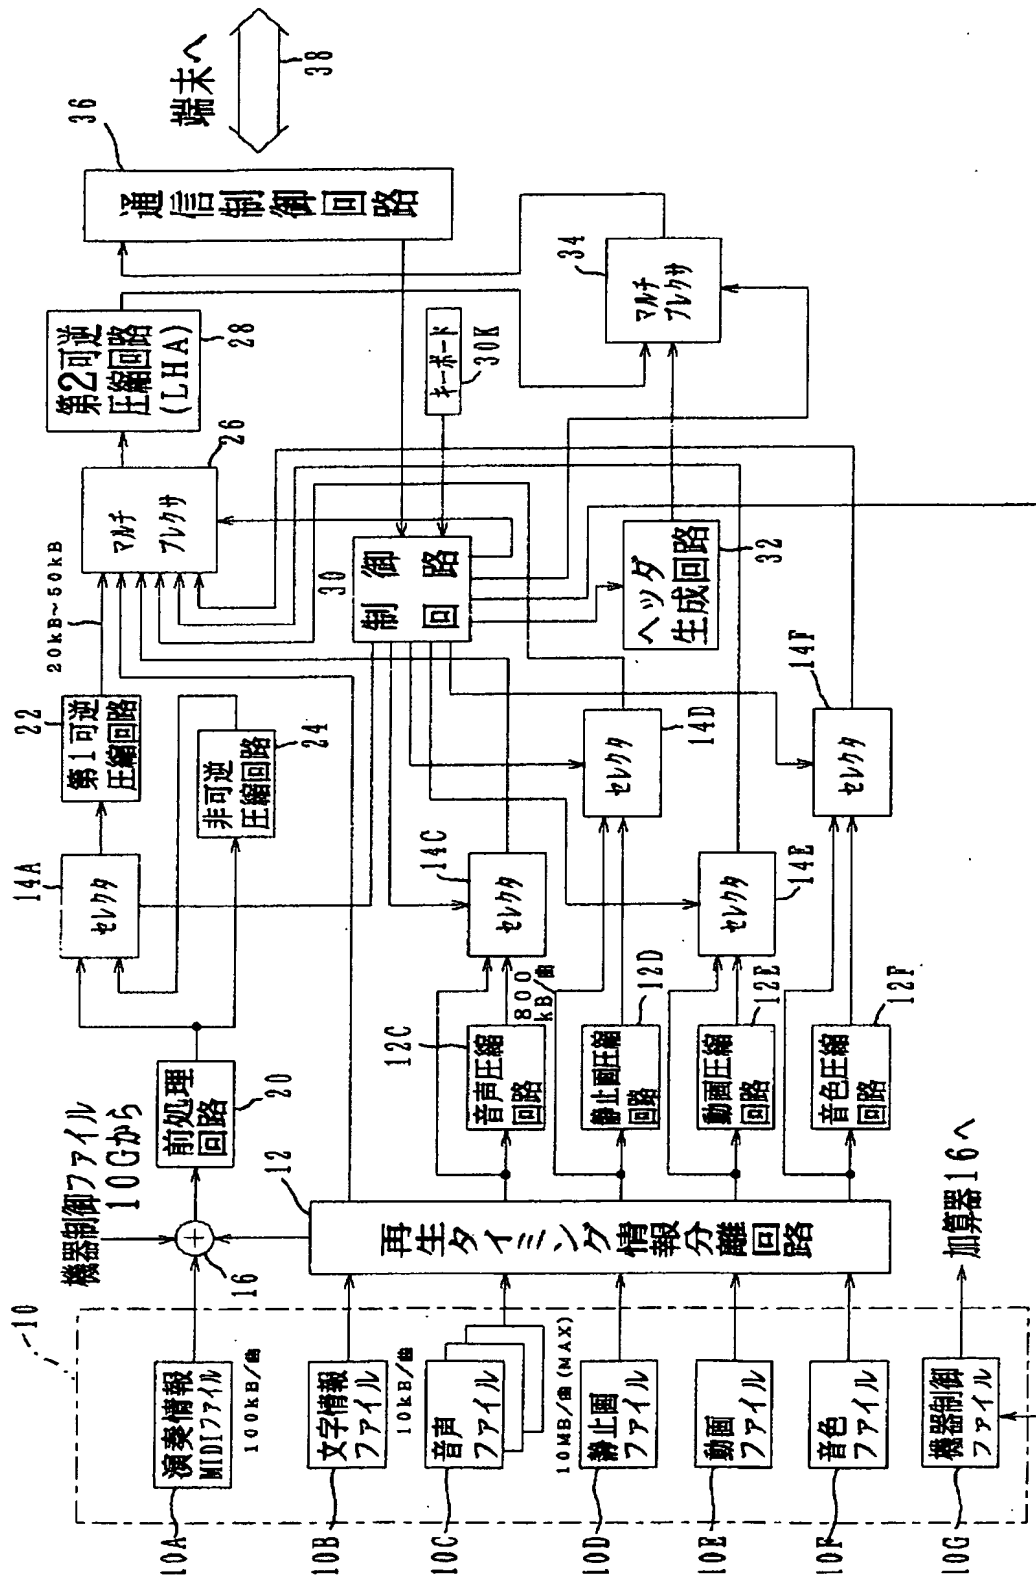 10
10A
演奏情報
MIDIファイル
100kB/曲
10B
文字情報
ファイル
10kB/曲
10C
音声
ファイル
10MB/曲(MAX)
10D
静止画
ファイル
10E
動画
ファイル
10F
音色
ファイル
10G
機器制御
ファイル
加算器16へ
機器制御ファイル
10Gから
+
16
12
再生タイミング情報分離回路
前処理
回路
20
12C
音声圧縮
回路
800
kB/曲
静止画圧縮
回路
12D
動画圧縮
回路
12E
音色圧縮
回路
12F
14A
セレクタ
14C
セレクタ
セレクタ
14D
セレクタ
14E
セレクタ
14F
22
第1可逆
圧縮回路
非可逆
圧縮回路
24
20kB~50kB
マルチ
プレクサ
26
第2可逆
圧縮回路
(LHA)
28
30
制御
回路
キーボード
30K
ヘッダ
生成回路
32
マルチ
プレクサ
34
36
通信制御回路
端末へ
38